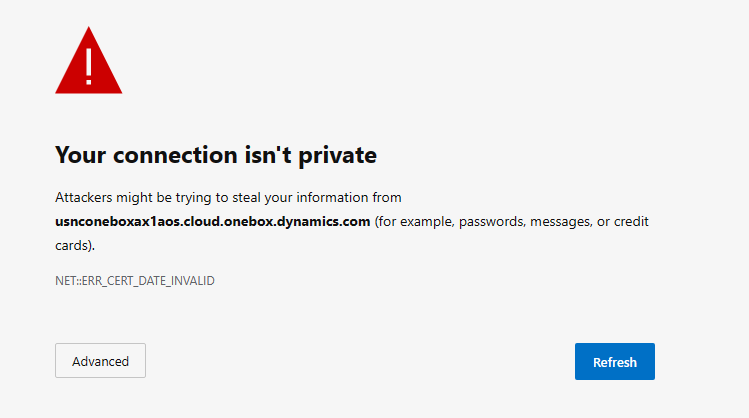 Your connection isn't private
Attackers might be trying to steal your information from
usnconeboxax1aos.cloud.onebox.dynamics.com (for example, passwords, messages, or credit
cards).
NET::ERR_CERT_DATE_INVALID
Advanced
Refresh